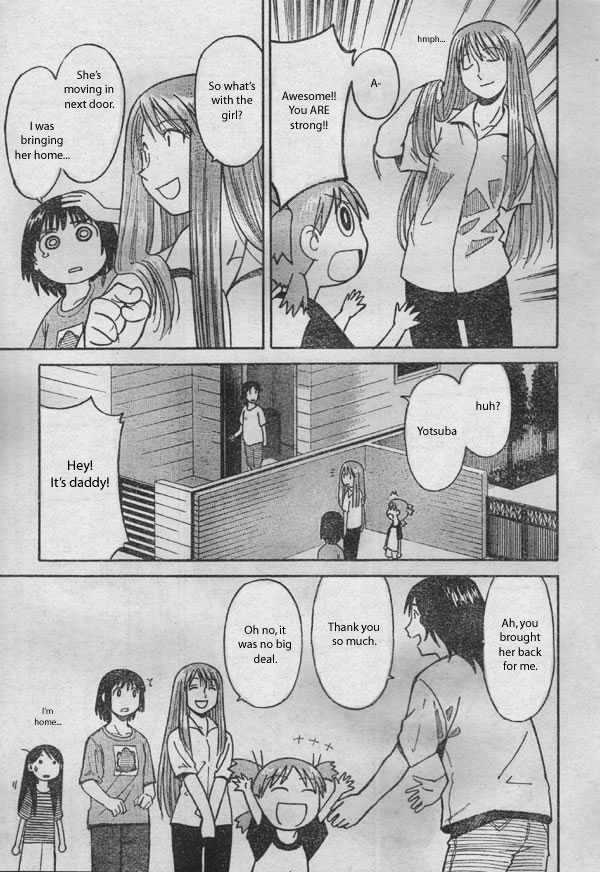 hmph...
A-
Awesome!!
You ARE
strong!!
So what's
with the
girl?
She's
moving in
next door.
I was
bringing
her home...
huh?
Yotsuba
Hey!
It's daddy!
Ah, you
brought
her back
for me.
Thank you
so much.
Oh no, it
was no big
deal.
I'm
home...